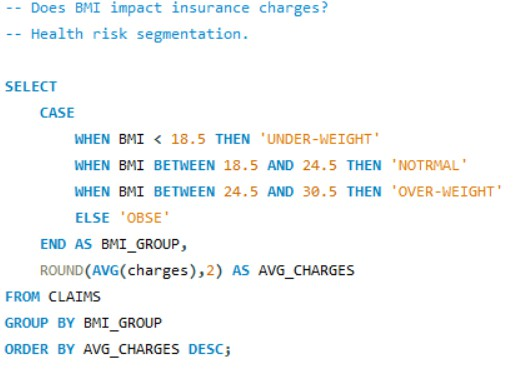 -- Does BMI impact insurance charges?
-- Health risk segmentation.
SELECT
CASE
WHEN BMI < 18.5 THEN 'UNDER-WEIGHT'
WHEN BMI BETWEEN 18.5 AND 24.5 THEN 'NOTRMAL'
WHEN BMI BETWEEN 24.5 AND 30.5 THEN 'OVER-WEIGHT'
ELSE 'OBSE'
END AS BMI_GROUP,
ROUND(AVG(charges),2) AS AVG_CHARGES
FROM CLAIMS
GROUP BY BMI_GROUP
ORDER BY AVG_CHARGES DESC;